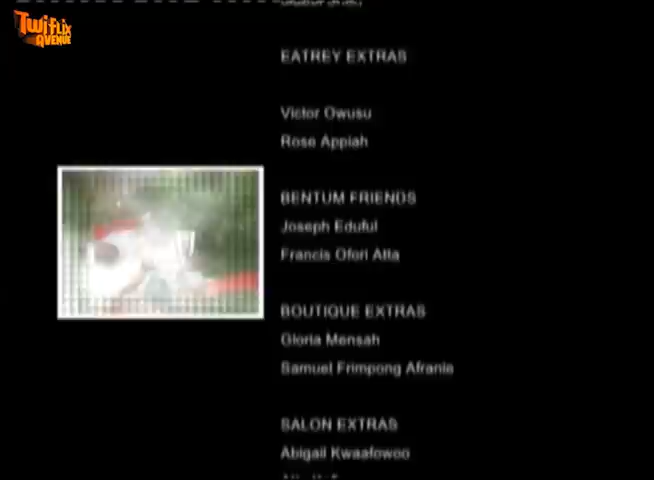 Twiflix
AVENUE
EATREY EXTRAS
Victor Owusu
Rose Appiah
BENTUM FRIENDS
Joseph Eduful
Francis Ofori Atta
BOUTIQUE EXTRAS
Gloria Mensah
Samuel Frimpong Afranie
SALON EXTRAS
Abigail Kwaafowoo